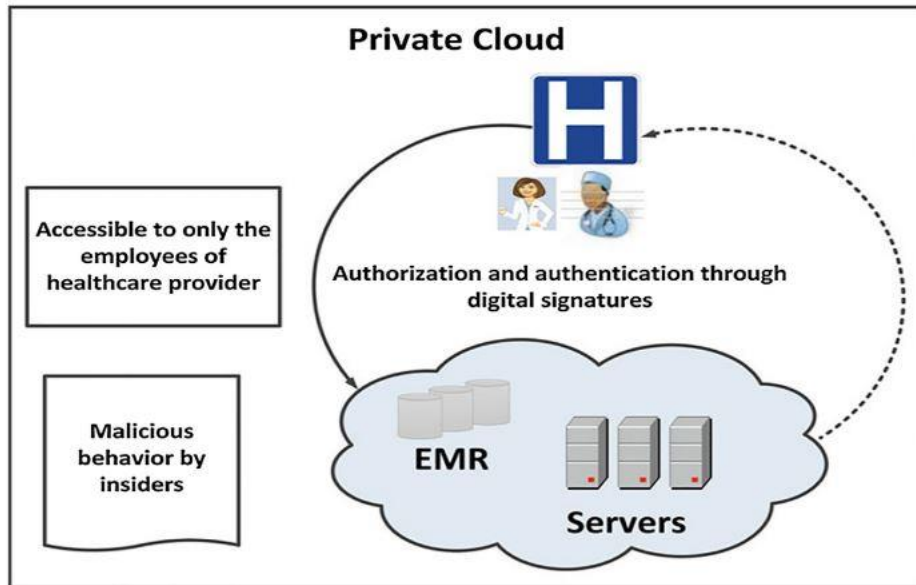 Private Cloud
H
Accessible to only the
employees of
healthcare provider
Authorization and authentication through
digital signatures
Malicious
behavior by
insiders
EMR
Servers